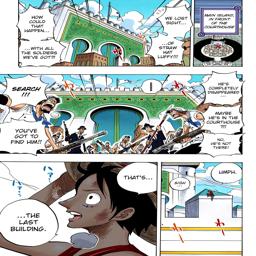 MAIN ISLAND,
IN FRONT
OF THE
COURTHOUSE
WE LOST
SIGHT...
...OF
STRAW
HAT
LUFFY!!!
HOW
COULD
THAT
HAPPEN...
...WITH
ALL THE
SOLDIERS
WE'VE
GOT?!
HE'S
COMPLETELY
DISAPPEARED!
MAYBE HE'S
IN THE
COURTHOUSE
NO,
HE'S NOT
THERE!
SEARCH
!!!
YOU'VE
GOT TO
FIND HIM!!
UMPH.
THAT'S...
...THE
LAST
BUILDING.